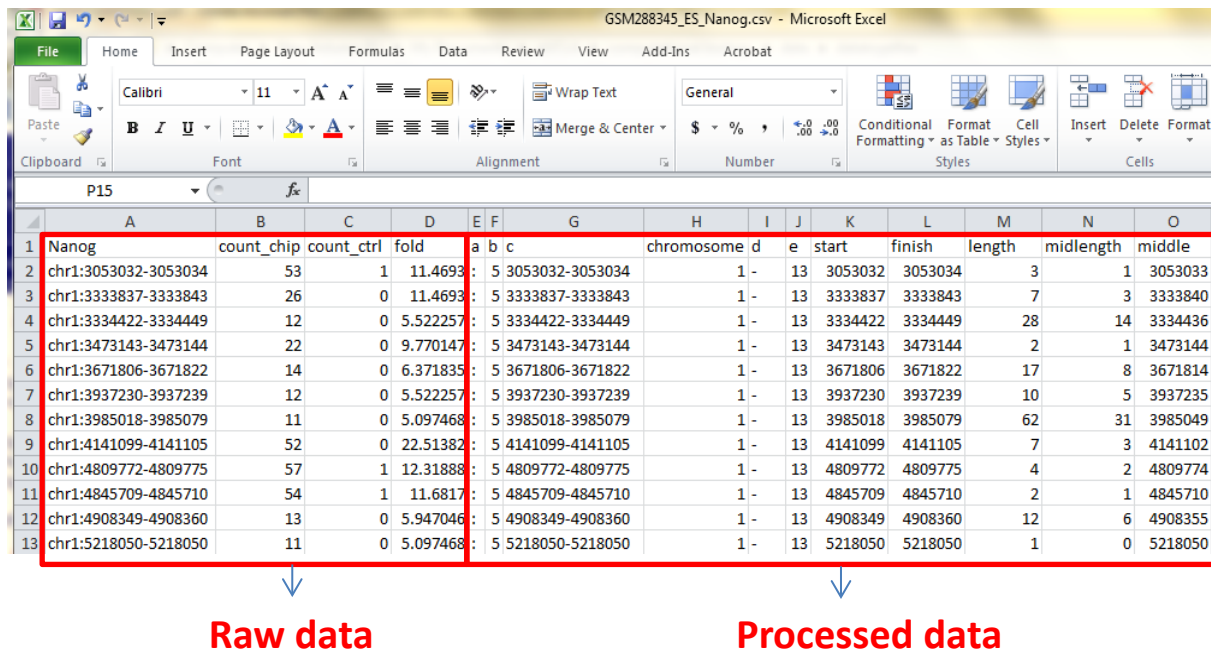 GSM288345_ES_Nanog.csv - Microsoft Excel
File Home Insert Page Layout Formulas Data Review View Add-Ins Acrobat
Paste Calibri 11 A A Wrap Text General
B I U A Merge & Center $ % , .0 .00 .00 .0 Conditional Formatting Format as Table Cell Styles Insert Delete Format
Clipboard Font Alignment Number Styles Cells
P15 fx
A B C D E F G H I J K L M N O
1 Nanog count_chip count_ctrl fold a b c chromosome d e start finish length midlength middle
2 chr1:3053032-3053034 53 1 11.4693 : 5 3053032-3053034 1 - 13 3053032 3053034 3 1 3053033
3 chr1:3333837-3333843 26 0 11.4693 : 5 3333837-3333843 1 - 13 3333837 3333843 7 3 3333840
4 chr1:3334422-3334449 12 0 5.522257 : 5 3334422-3334449 1 - 13 3334422 3334449 28 14 3334436
5 chr1:3473143-3473144 22 0 9.770147 : 5 3473143-3473144 1 - 13 3473143 3473144 2 1 3473144
6 chr1:3671806-3671822 14 0 6.371835 : 5 3671806-3671822 1 - 13 3671806 3671822 17 8 3671814
7 chr1:3937230-3937239 12 0 5.522257 : 5 3937230-3937239 1 - 13 3937230 3937239 10 5 3937235
8 chr1:3985018-3985079 11 0 5.097468 : 5 3985018-3985079 1 - 13 3985018 3985079 62 31 3985049
9 chr1:4141099-4141105 52 0 22.51382 : 5 4141099-4141105 1 - 13 4141099 4141105 7 3 4141102
10 chr1:4809772-4809775 57 1 12.31888 : 5 4809772-4809775 1 - 13 4809772 4809775 4 2 4809774
11 chr1:4845709-4845710 54 1 11.6817 : 5 4845709-4845710 1 - 13 4845709 4845710 2 1 4845710
12 chr1:4908349-4908360 13 0 5.947046 : 5 4908349-4908360 1 - 13 4908349 4908360 12 6 4908355
13 chr1:5218050-5218050 11 0 5.097468 : 5 5218050-5218050 1 - 13 5218050 5218050 1 0 5218050
Raw data Processed data